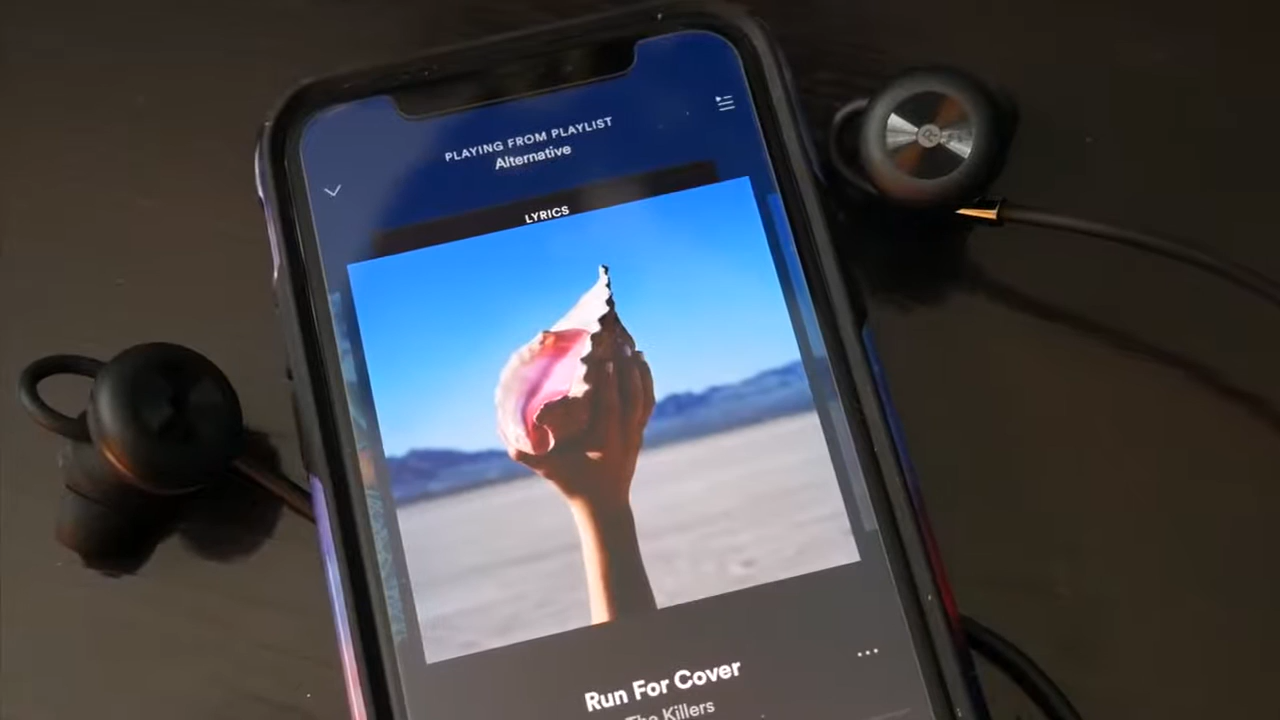 PLAYING FROM PLAYLIST
Alternative
LYRICS
Run For Cover
The Killers
R